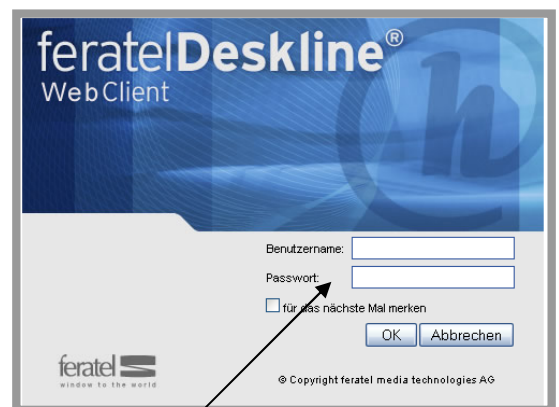 feratelDeskline®
WebClient
Benutzername:
Passwort:
für das nächste Mal merken
OK Abbrechen
feratel
window to the world
© Copyright feratel media technologies AG